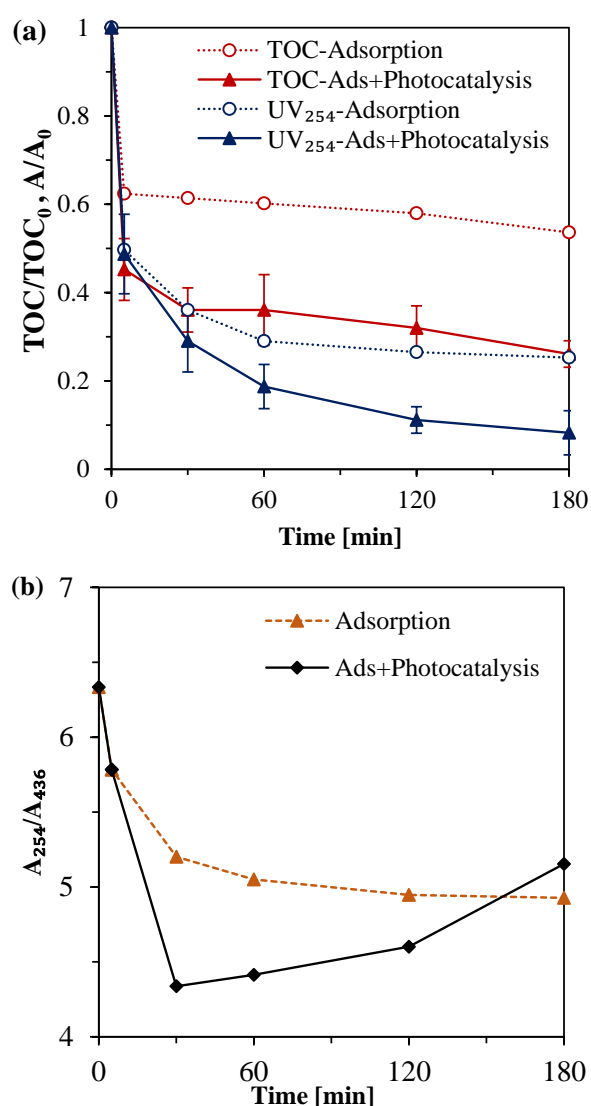 (a)
1
0.8
0.6
0.4
0.2
0
TOC/TOC₀, A/A₀
TOC-Adsorption
TOC-Ads+Photocatalysis
UV₂₅₄-Adsorption
UV₂₅₄-Ads+Photocatalysis
0 60 120 180
Time [min]
(b)
7
6
5
4
A₂₅₄/A₄₃₆
Adsorption
Ads+Photocatalysis
0 60 120 180
Time [min]